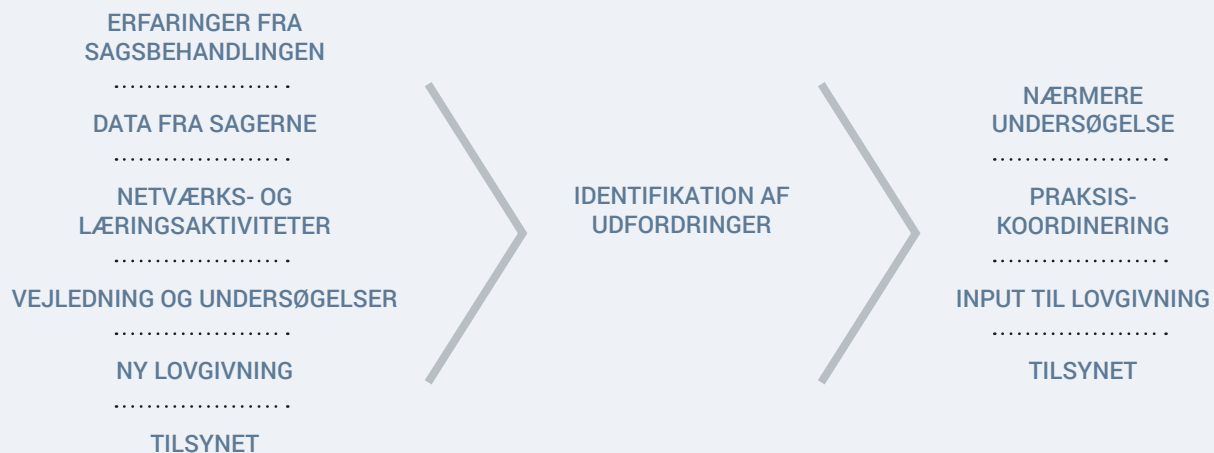 ERFARINGER FRA
SAGSBEHANDLINGEN
DATA FRA SAGERNE
NETVÆRKS- OG
LÆRINGSAKTIVITETER
VEJLEDNING OG UNDERSØGELSER
NY LOVGIVNING
TILSYNET
IDENTIFIKATION AF
UDFORDRINGER
NÆRMERE
UNDERSØGELSE
PRAKSIS-
KOORDINERING
INPUT TIL LOVGIVNING
TILSYNET